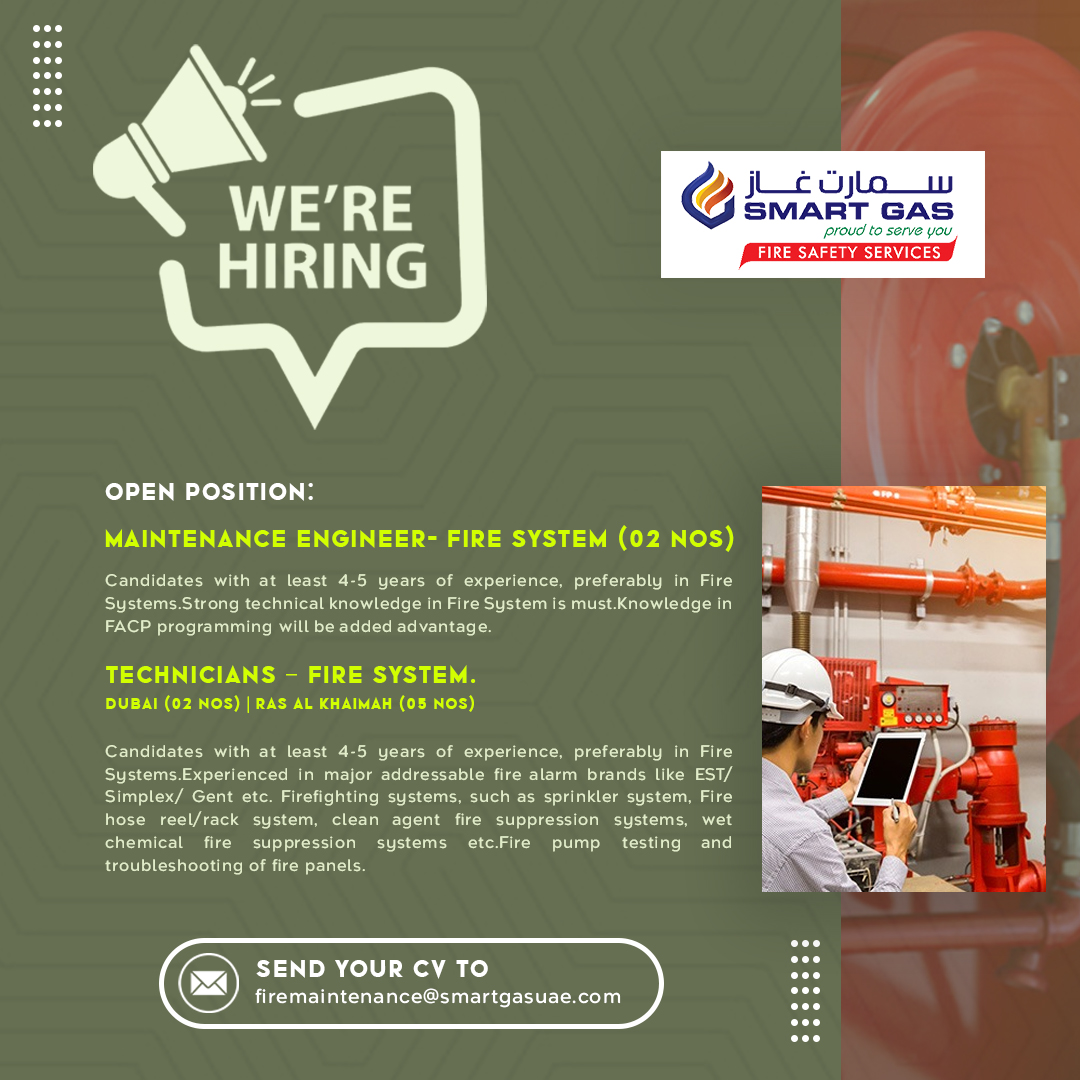 WE'RE
HIRING
سمارت غاز
SMART GAS
proud to serve you
FIRE SAFETY SERVICES
OPEN POSITION:
MAINTENANCE ENGINEER- FIRE SYSTEM (02 NOS)
Candidates with at least 4-5 years of experience, preferably in Fire
Systems.Strong technical knowledge in Fire System is must.Knowledge in
FACP programming will be added advantage.
TECHNICIANS – FIRE SYSTEM.
DUBAI (02 NOS) | RAS AL KHAIMAH (05 NOS)
Candidates with at least 4-5 years of experience, preferably in Fire
Systems.Experienced in major addressable fire alarm brands like EST/
Simplex/ Gent etc. Firefighting systems, such as sprinkler system, Fire
hose reel/rack system, clean agent fire suppression systems, wet
chemical fire suppression systems etc.Fire pump testing and
troubleshooting of fire panels.
SEND YOUR CV TO
firemaintenance@smartgasuae.com